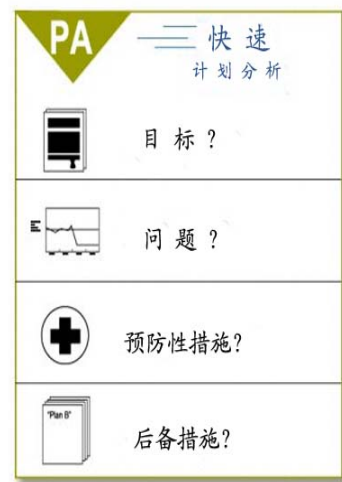 PA
快速
计划分析
目标？
问题？
预防性措施？
"Plan B"
后备措施？